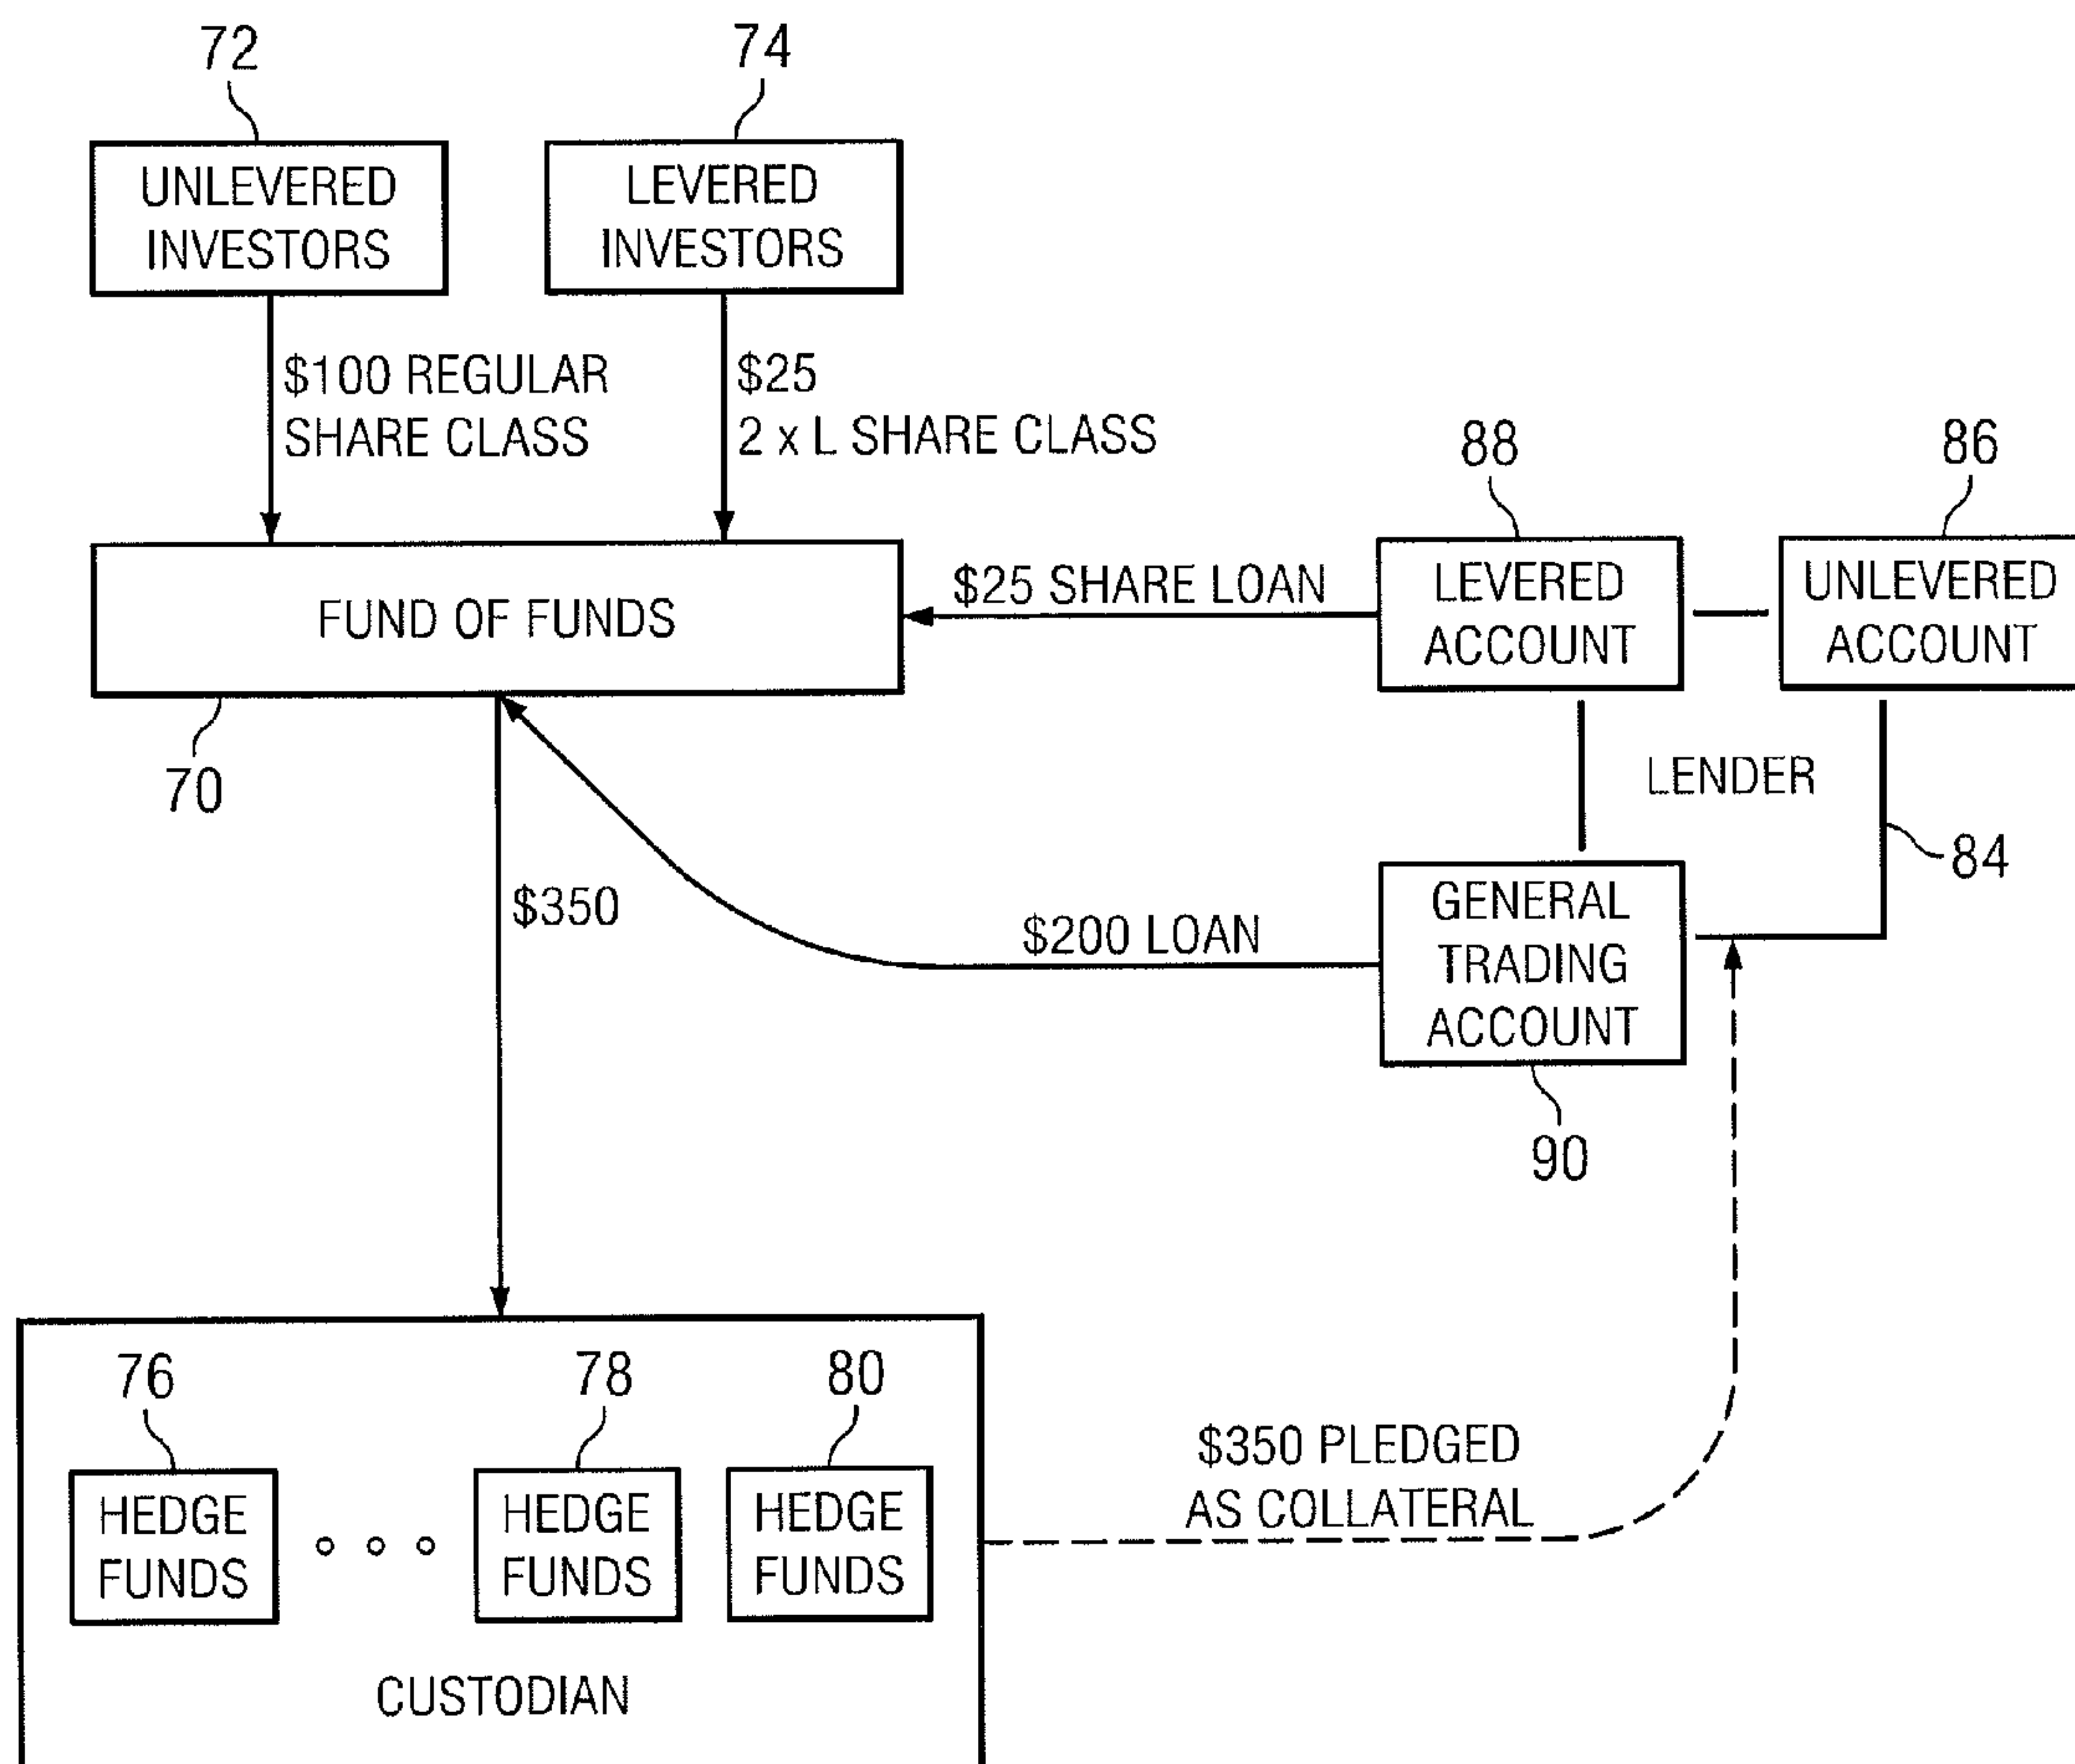 72
74
UNLEVERED
INVESTORS
LEVERED
INVESTORS
$100 REGULAR
SHARE CLASS
$25
2 x L SHARE CLASS
88
86
FUND OF FUNDS
$25 SHARE LOAN
LEVERED
ACCOUNT
UNLEVERED
ACCOUNT
70
LENDER
84
$350
$200 LOAN
GENERAL
TRADING
ACCOUNT
90
76
78
80
HEDGE
FUNDS
HEDGE
FUNDS
HEDGE
FUNDS
$350 PLEDGED
AS COLLATERAL
CUSTODIAN